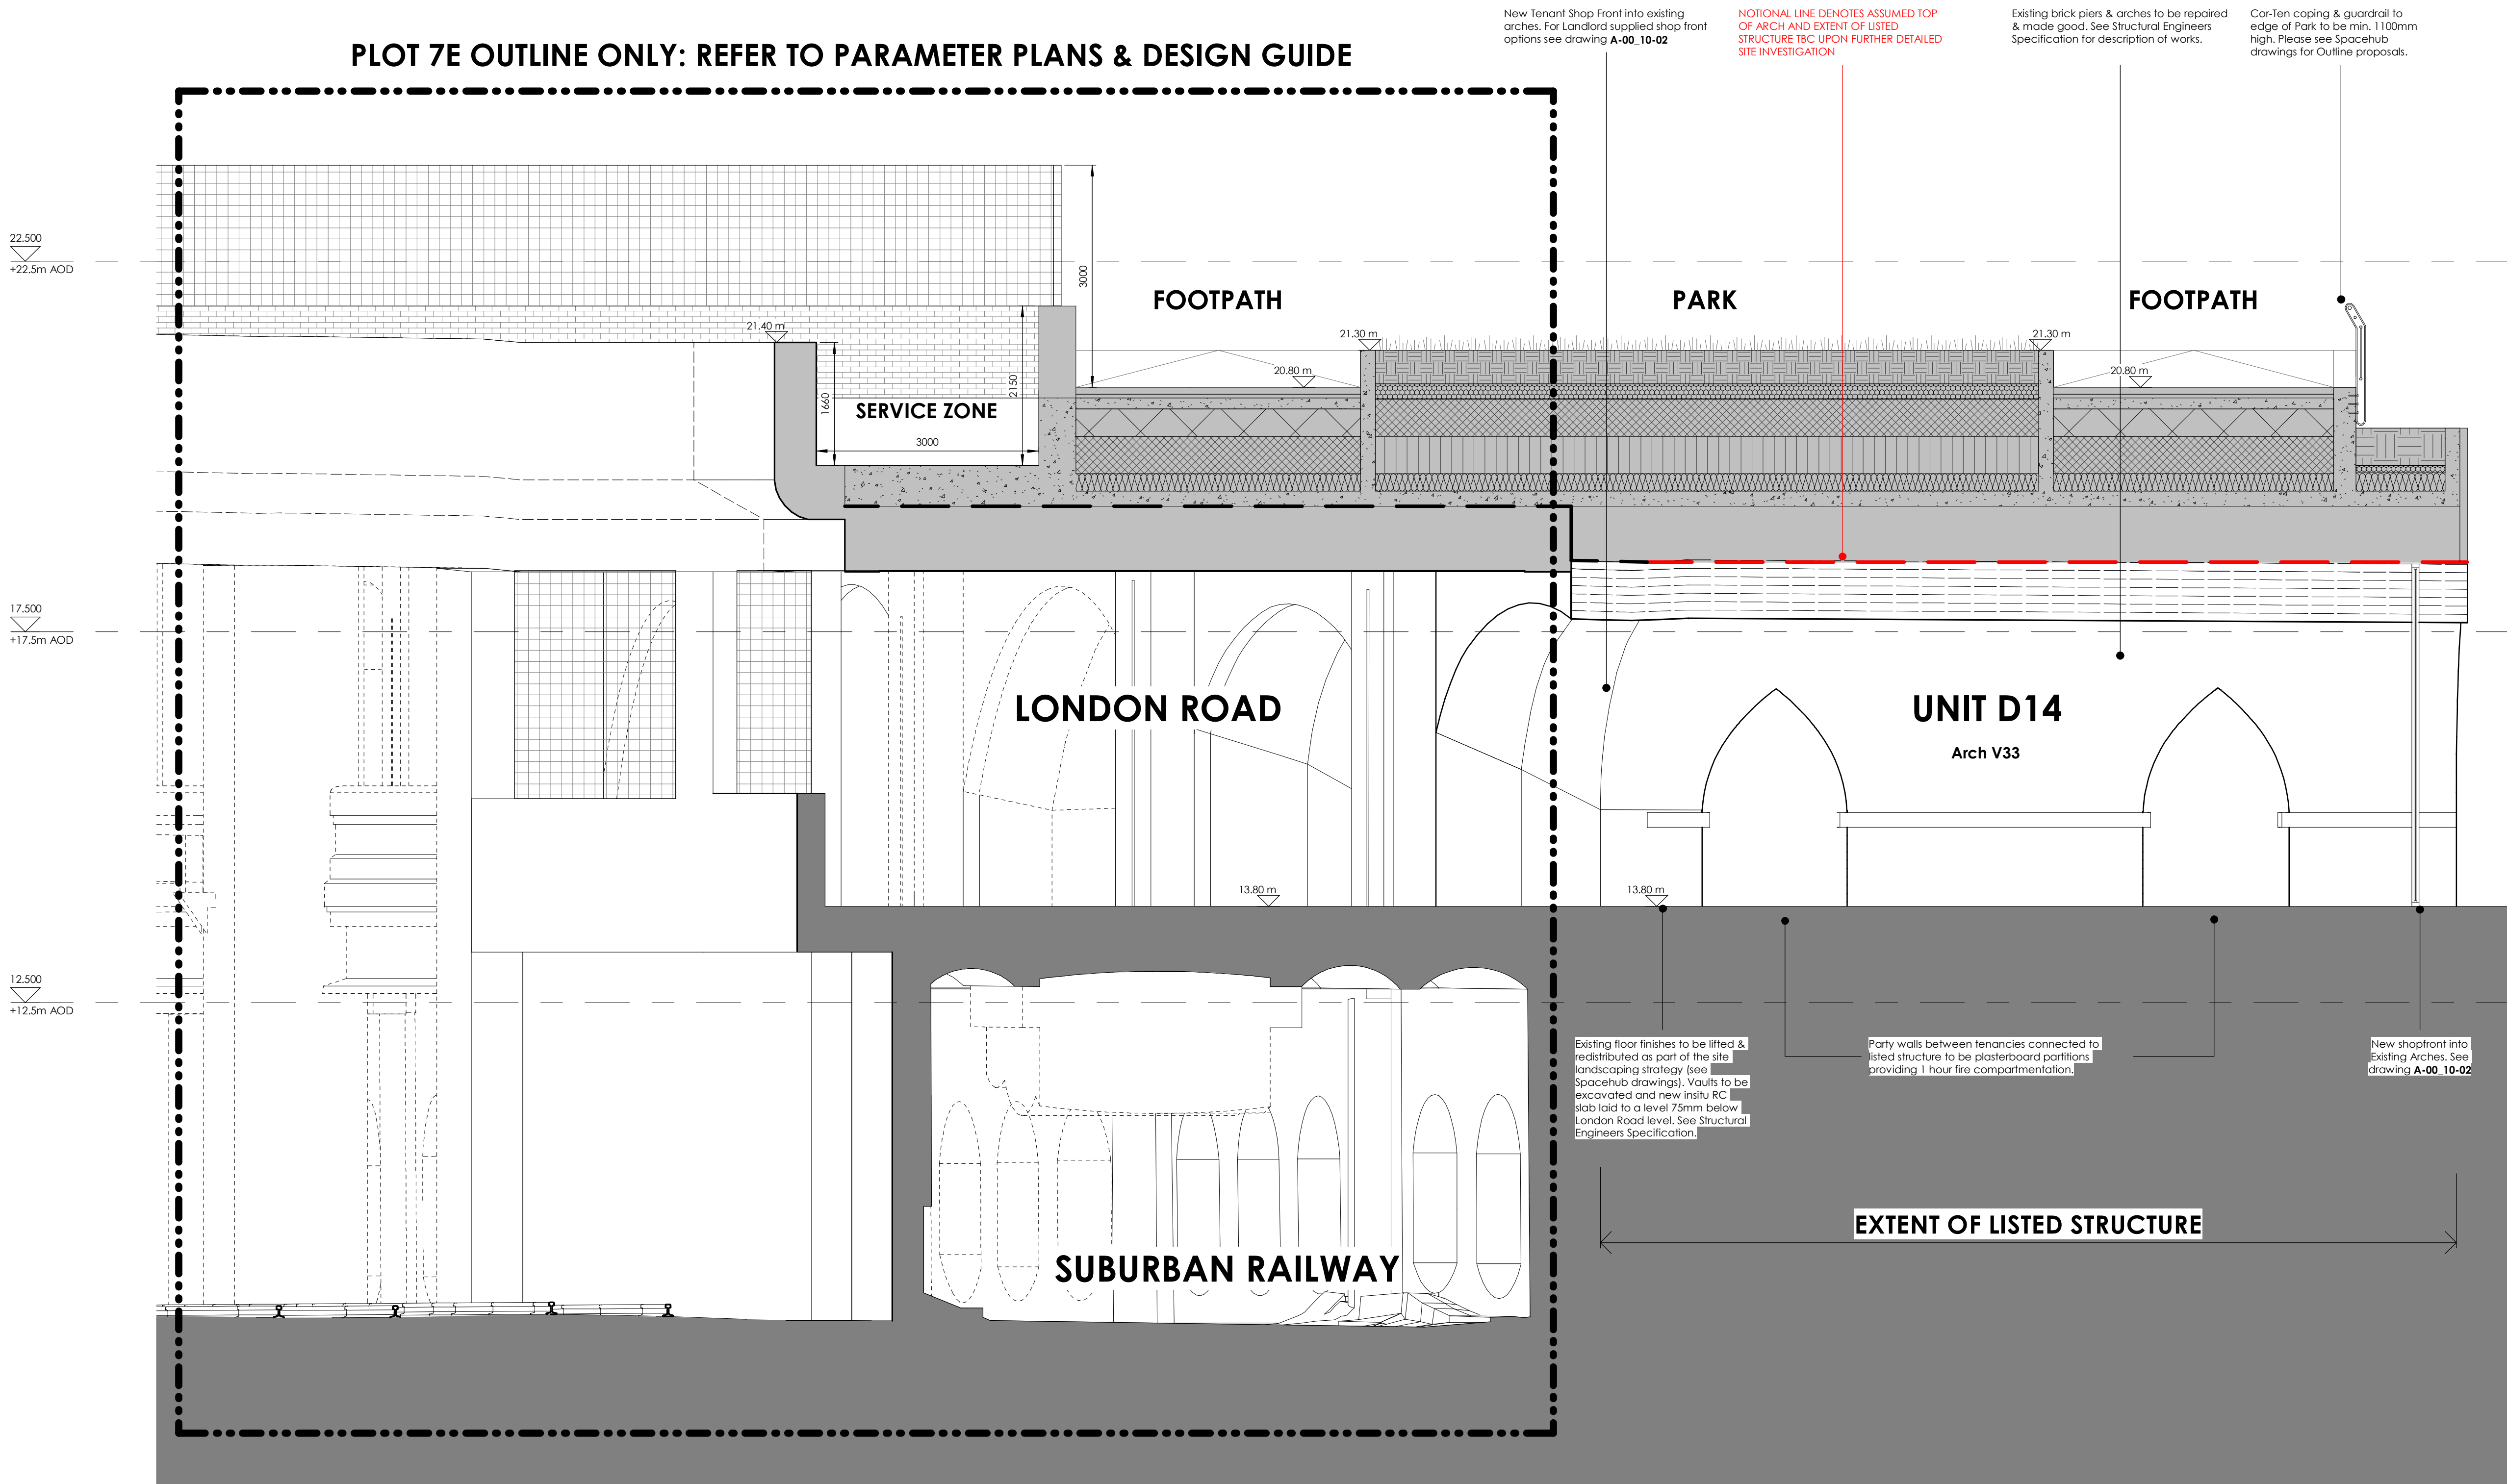 New Tenant Shop Front into existing
arches. For Landlord supplied shop front
options see drawing A-00_10-02
NOTIONAL LINE DENOTES ASSUMED TOP
OF ARCH AND EXTENT OF LISTED
STRUCTURE TBC UPON FURTHER DETAILED
SITE INVESTIGATION
Existing brick piers & arches to be repaired
& made good. See Structural Engineers
Specification for description of works.
Cor-Ten coping & guardrail to
edge of Park to be min. 1100mm
high. Please see Spacehub
drawings for Outline proposals.
PLOT 7E OUTLINE ONLY: REFER TO PARAMETER PLANS & DESIGN GUIDE
22.500
+22.5m AOD
3000
FOOTPATH
PARK
FOOTPATH
21.40 m
21.30 m
21.30 m
20.80 m
20.80 m
1660
SERVICE ZONE
2150
3000
17.500
+17.5m AOD
LONDON ROAD
UNIT D14
Arch V33
13.80 m
13.80 m
12.500
+12.5m AOD
Existing floor finishes to be lifted &
redistributed as part of the site
landscaping strategy (see
Spacehub drawings). Vaults to be
excavated and new insitu RC
slab laid to a level 75mm below
London Road level. See Structural
Engineers Specification.
Party walls between tenancies connected to
listed structure to be plasterboard partitions
providing 1 hour fire compartmentation.
New shopfront into
Existing Arches. See
drawing A-00_10-02
EXTENT OF LISTED STRUCTURE
SUBURBAN RAILWAY